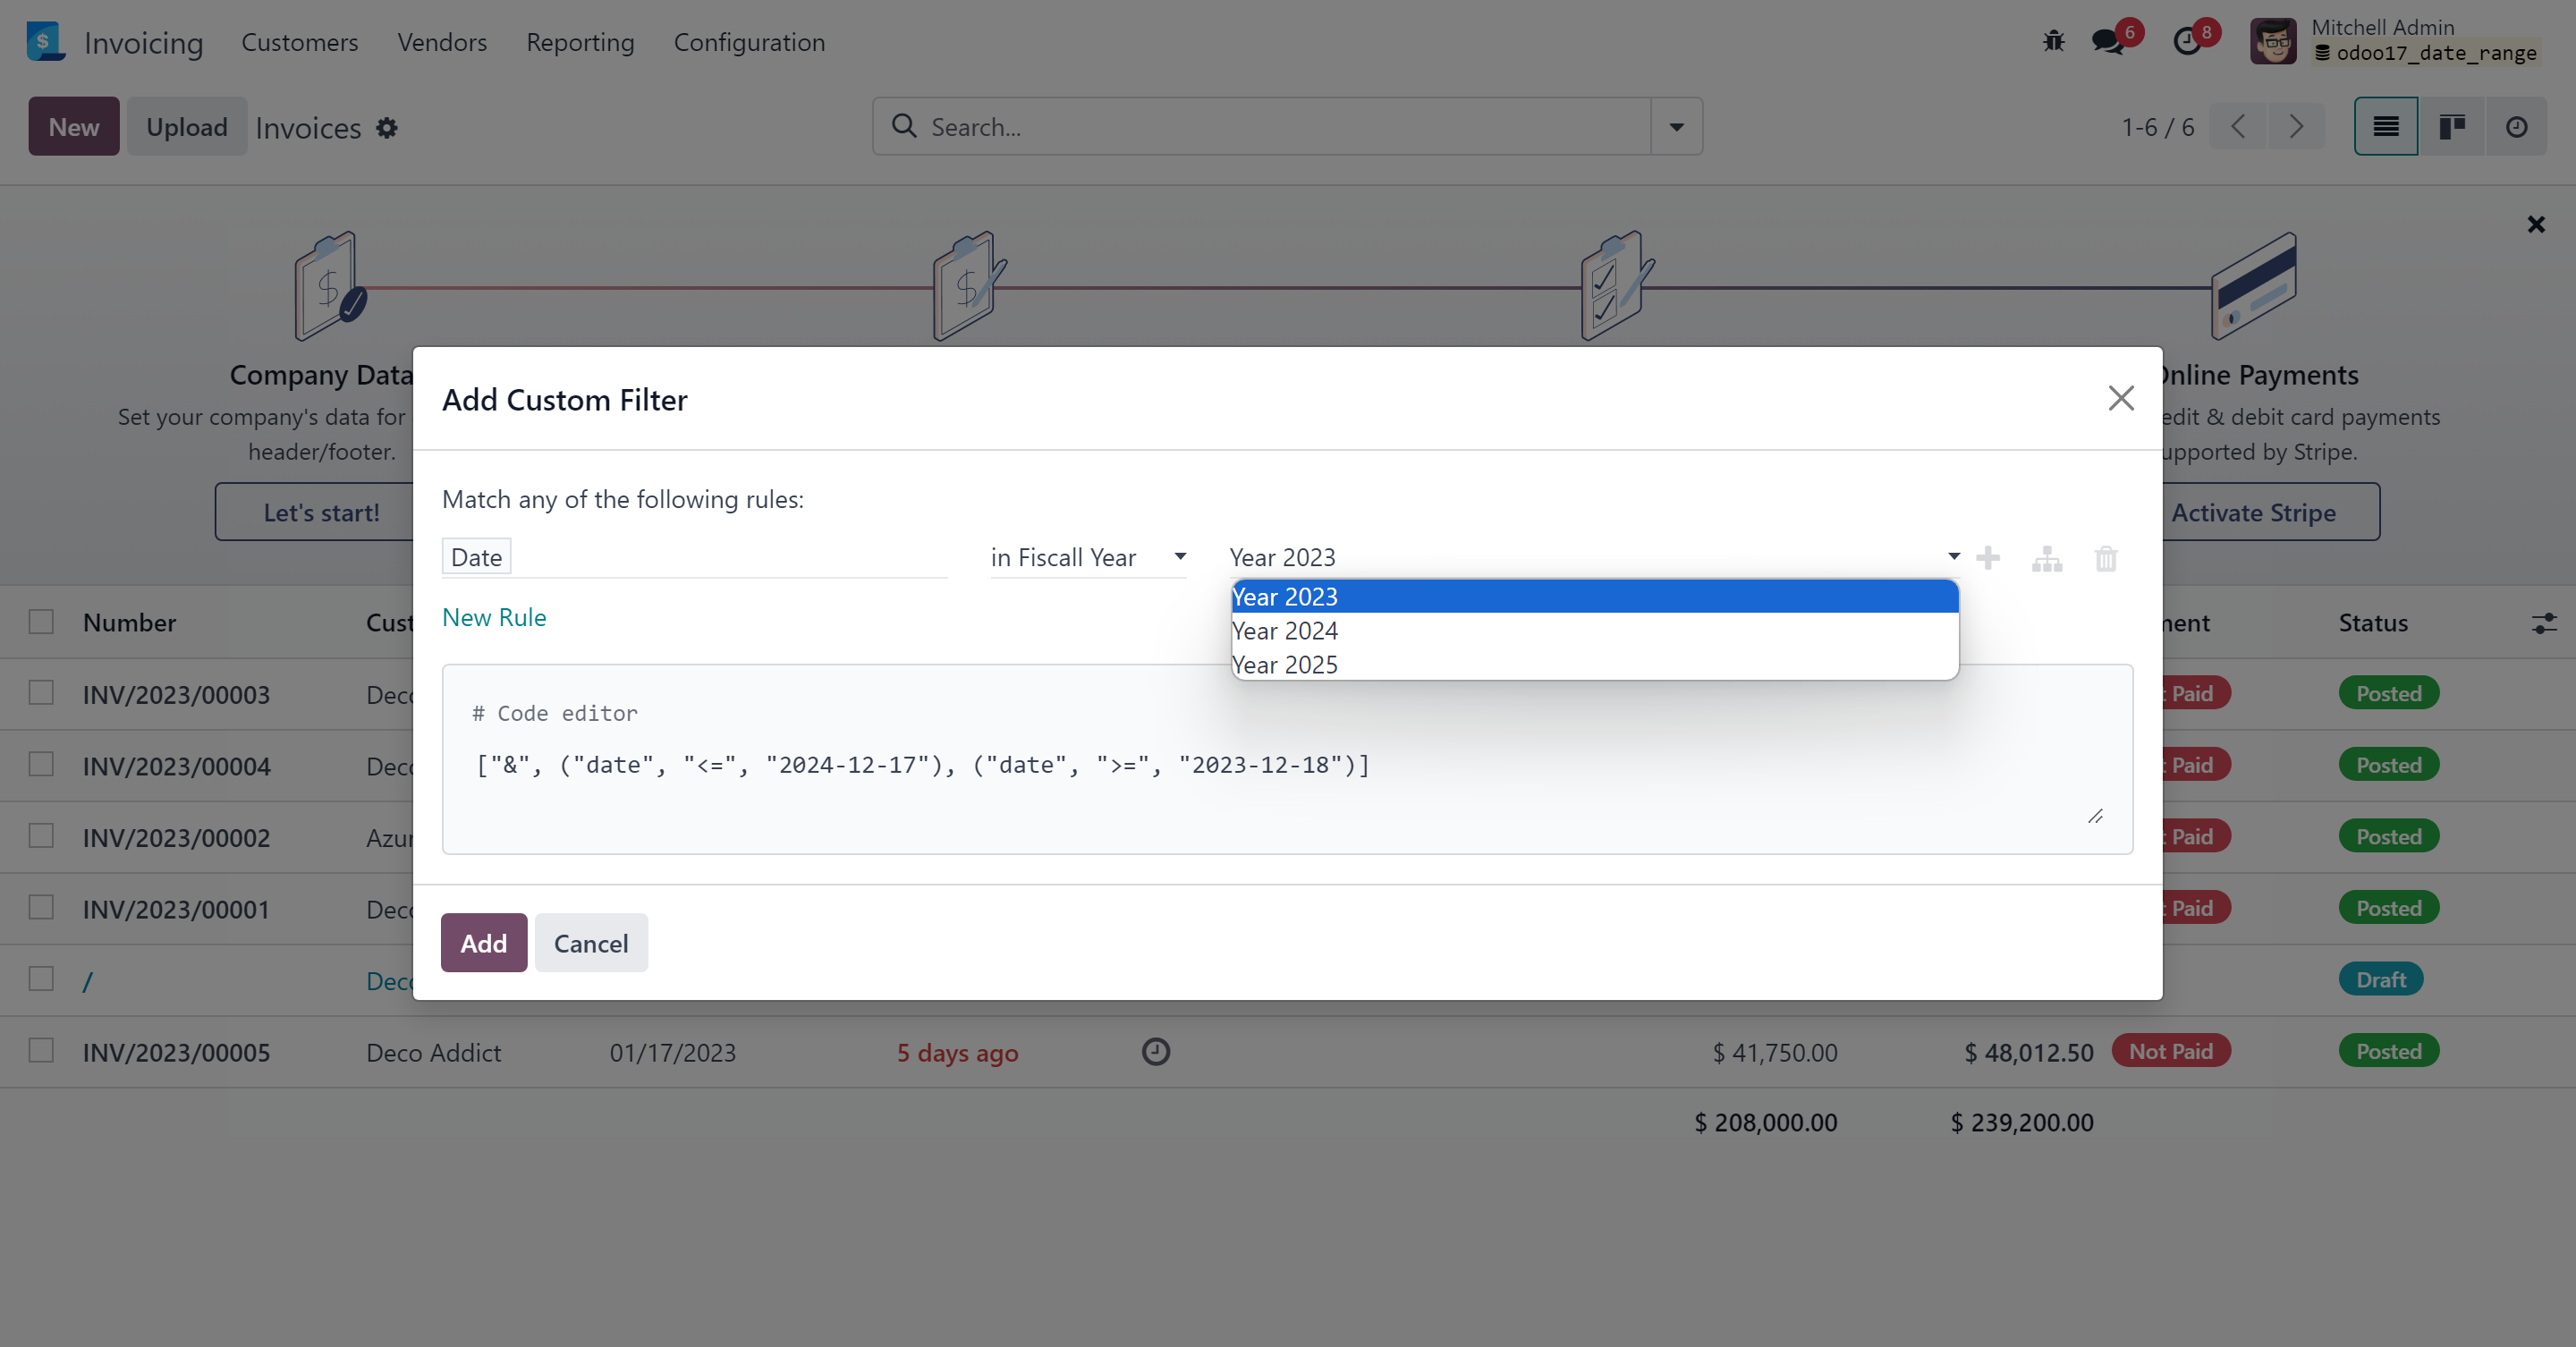 Invoicing Customers Vendors Reporting Configuration 6 8 Mitchell Admin
odoo17_date_range
New Upload Invoices Search... 1-6 / 6
Company Data Online Payments
Set your company's data for
header/footer.
edit & debit card payments
upported by Stripe.
Let's start! Activate Stripe
Add Custom Filter
Match any of the following rules:
Date in Fiscall Year Year 2023
Year 2023
Year 2024
Year 2025
New Rule
# Code editor
["&", ("date", "<=", "2024-12-17"), ("date", ">=", "2023-12-18")]
Add Cancel
Number Cust ment Status
INV/2023/00003 Deco t Paid Posted
INV/2023/00004 Deco t Paid Posted
INV/2023/00002 Azur t Paid Posted
INV/2023/00001 Deco t Paid Posted
/ Deco Draft
INV/2023/00005 Deco Addict 01/17/2023 5 days ago $ 41,750.00 $ 48,012.50 Not Paid Posted
$ 208,000.00 $ 239,200.00